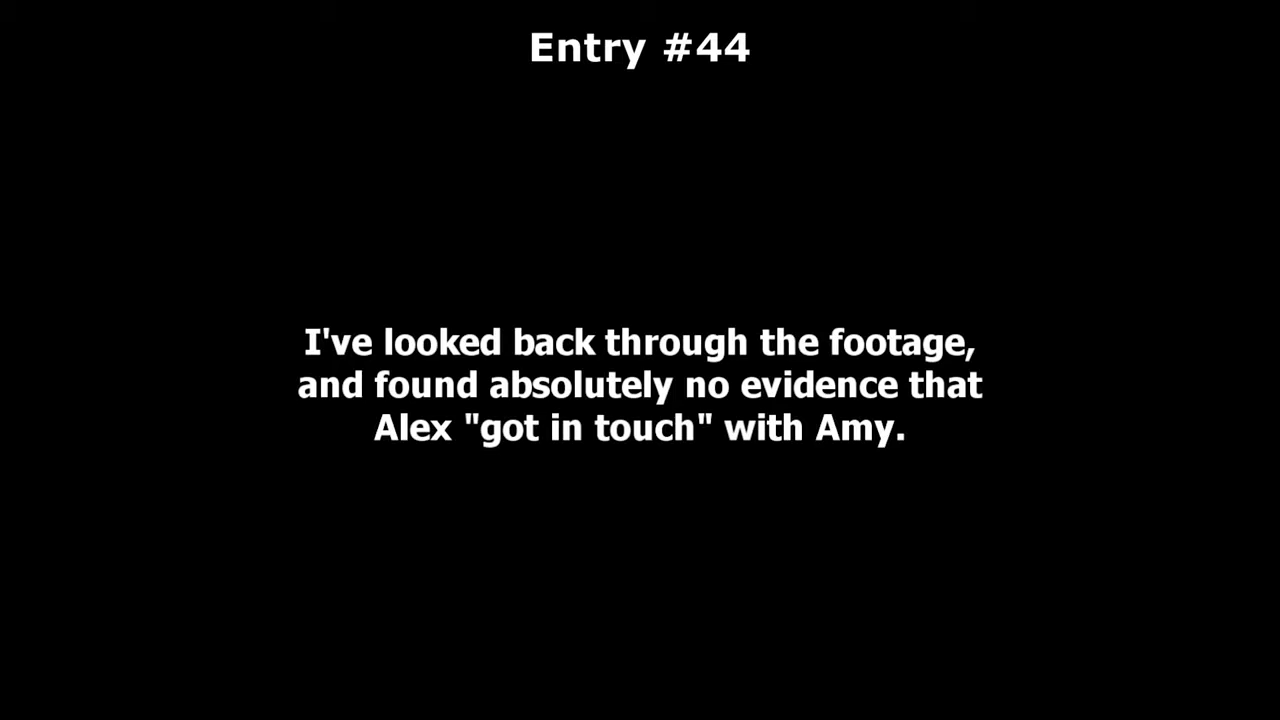 Entry #44
I've looked back through the footage,
and found absolutely no evidence that
Alex "got in touch" with Amy.